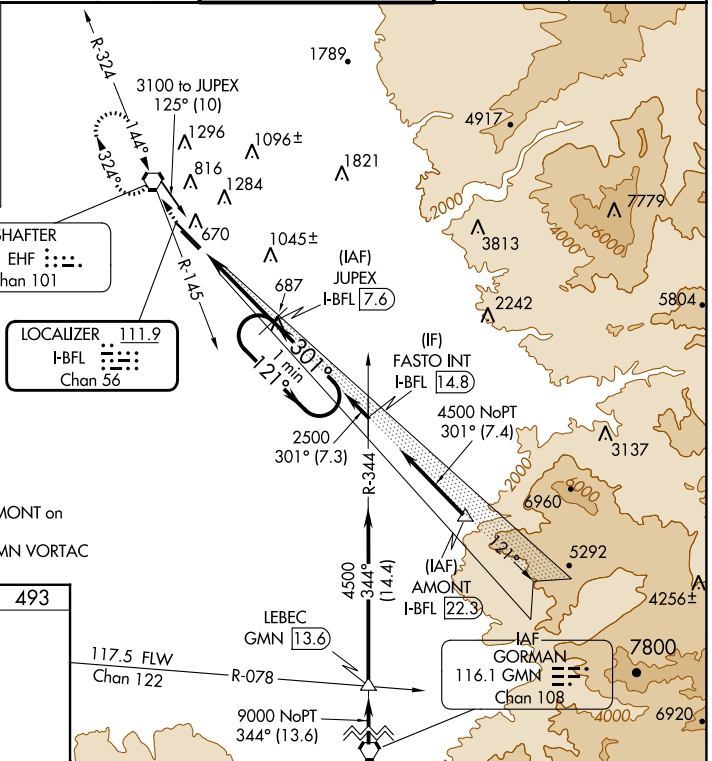 R-324
1789
3100 to JUPEX
125° (10)
4917
144°
324°
1296
1096±
816
1284
1821
7779
2000
4000
6000
3813
670
1045±
SHAFTER
EHF
Chan 101
R-145
(IAF)
JUPEX
I-BFL 7.6
687
2242
5804
LOCALIZER 111.9
I-BFL
Chan 56
301°
1 min
121°
(IF)
FASTO INT
I-BFL 14.8
4500 NoPT
301° (7.4)
2500
301° (7.3)
3137
2000
R-344
6960
6000
MONT on
121°
5292
MN VORTAC
(IAF)
AMONT
I-BFL 22.3
4256±
493
4500
344°
(14.4)
LEBEC
GMN 13.6
IAF
GORMAN
116.1 GMN
Chan 108
7800
117.5 FLW
Chan 122
R-078
9000 NoPT
344° (13.6)
4000
6920